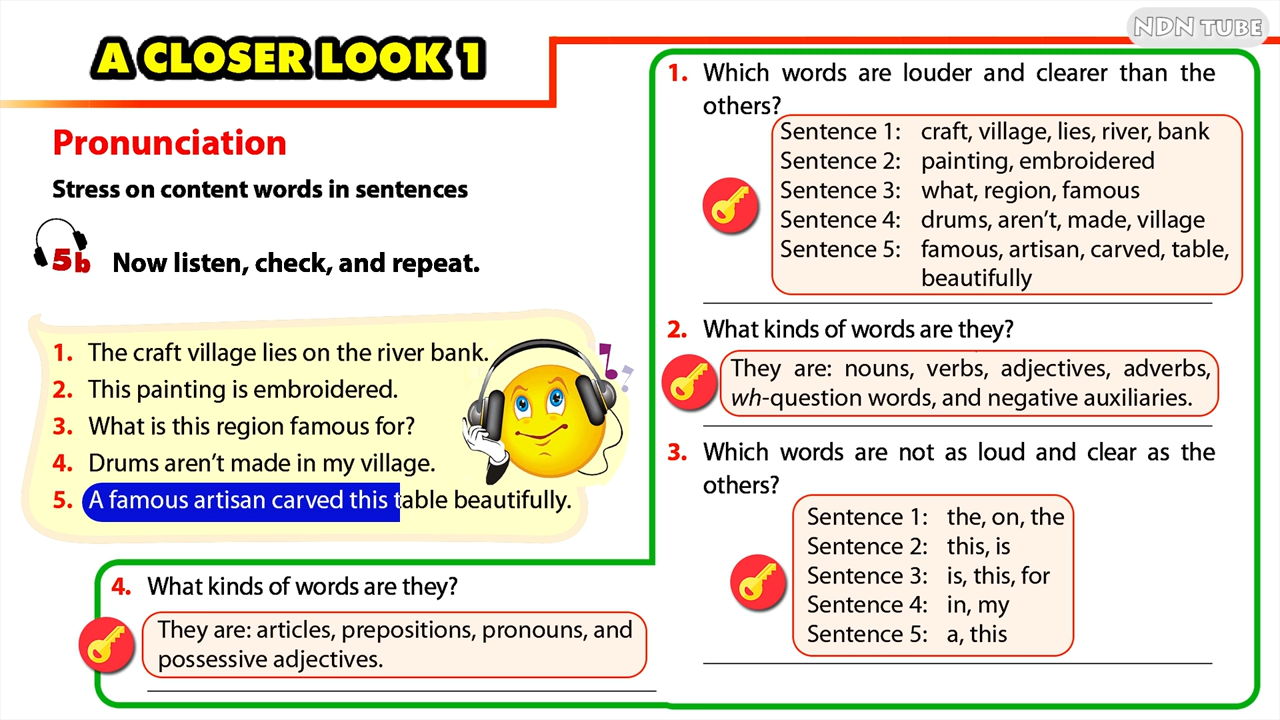 NDN TUBE
A CLOSER LOOK 1
Pronunciation
Stress on content words in sentences
5b Now listen, check, and repeat.
1. The craft village lies on the river bank.
2. This painting is embroidered.
3. What is this region famous for?
4. Drums aren't made in my village.
5. A famous artisan carved this table beautifully.
1. Which words are louder and clearer than the
others?
Sentence 1: craft, village, lies, river, bank
Sentence 2: painting, embroidered
Sentence 3: what, region, famous
Sentence 4: drums, aren't, made, village
Sentence 5: famous, artisan, carved, table,
beautifully
2. What kinds of words are they?
They are: nouns, verbs, adjectives, adverbs,
wh-question words, and negative auxiliaries.
3. Which words are not as loud and clear as the
others?
Sentence 1: the, on, the
Sentence 2: this, is
Sentence 3: is, this, for
Sentence 4: in, my
Sentence 5: a, this
4. What kinds of words are they?
They are: articles, prepositions, pronouns, and
possessive adjectives.